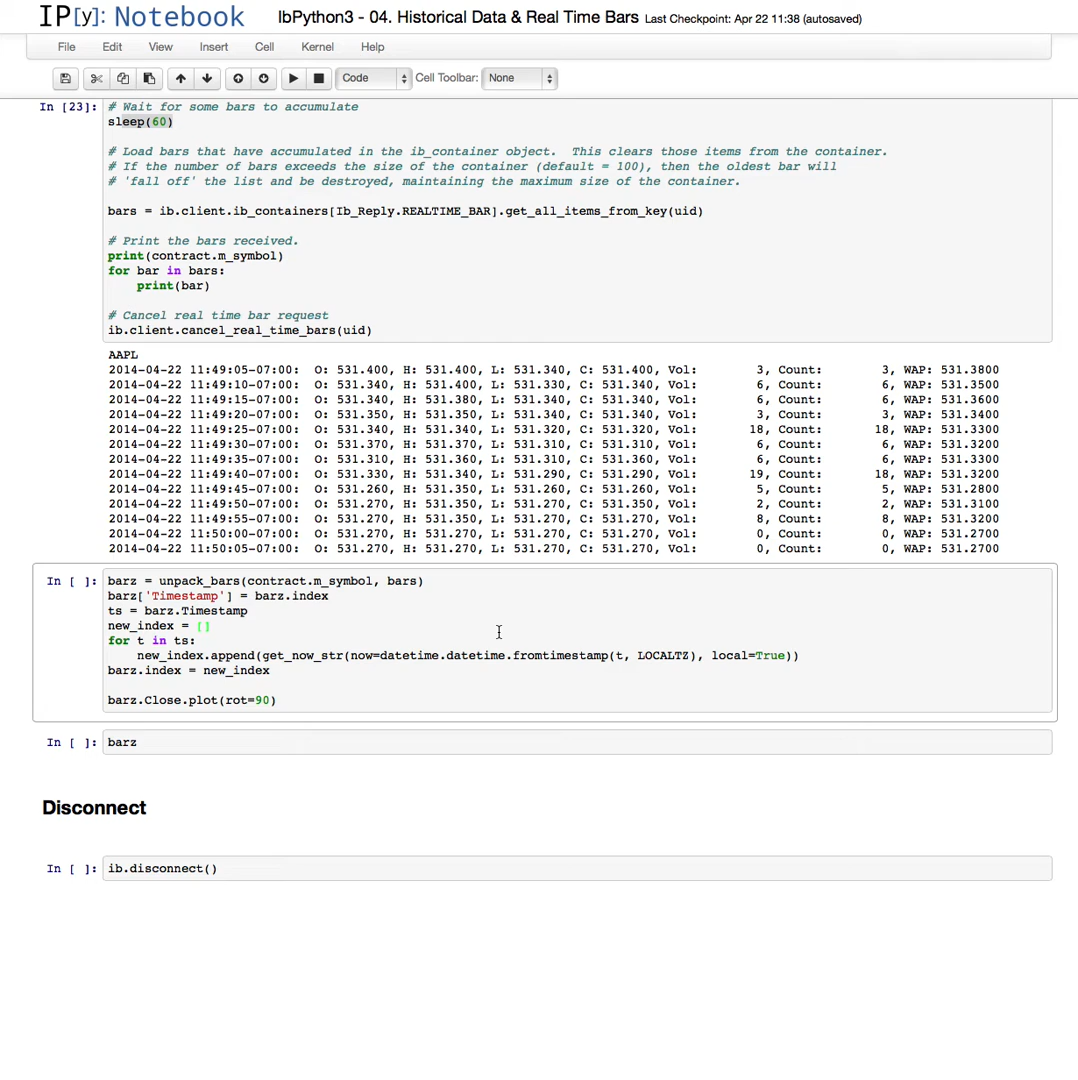 IP[y]: Notebook IbPython3 - 04. Historical Data & Real Time Bars Last Checkpoint: Apr 22 11:38 (autosaved)
File Edit View Insert Cell Kernel Help
Code Cell Toolbar: None
In [23]: # Wait for some bars to accumulate
sleep(60)
# Load bars that have accumulated in the ib_container object.  This clears those items from the container.
# If the number of bars exceeds the size of the container (default = 100), then the oldest bar will
# 'fall off' the list and be destroyed, maintaining the maximum size of the container.
bars = ib.client.ib_containers[Ib_Reply.REALTIME_BAR].get_all_items_from_key(uid)
# Print the bars received.
print(contract.m_symbol)
for bar in bars:
    print(bar)
# Cancel real time bar request
ib.client.cancel_real_time_bars(uid)
AAPL
2014-04-22 11:49:05-07:00:  O: 531.400, H: 531.400, L: 531.340, C: 531.400, Vol:        3, Count:        3, WAP: 531.3800
2014-04-22 11:49:10-07:00:  O: 531.340, H: 531.400, L: 531.330, C: 531.340, Vol:        6, Count:        6, WAP: 531.3500
2014-04-22 11:49:15-07:00:  O: 531.340, H: 531.380, L: 531.340, C: 531.340, Vol:        6, Count:        6, WAP: 531.3600
2014-04-22 11:49:20-07:00:  O: 531.350, H: 531.350, L: 531.340, C: 531.340, Vol:        3, Count:        3, WAP: 531.3400
2014-04-22 11:49:25-07:00:  O: 531.340, H: 531.340, L: 531.320, C: 531.320, Vol:       18, Count:       18, WAP: 531.3300
2014-04-22 11:49:30-07:00:  O: 531.370, H: 531.370, L: 531.310, C: 531.310, Vol:        6, Count:        6, WAP: 531.3200
2014-04-22 11:49:35-07:00:  O: 531.310, H: 531.360, L: 531.310, C: 531.360, Vol:        6, Count:        6, WAP: 531.3300
2014-04-22 11:49:40-07:00:  O: 531.330, H: 531.340, L: 531.290, C: 531.290, Vol:       19, Count:       18, WAP: 531.3200
2014-04-22 11:49:45-07:00:  O: 531.260, H: 531.350, L: 531.260, C: 531.260, Vol:        5, Count:        5, WAP: 531.2800
2014-04-22 11:49:50-07:00:  O: 531.270, H: 531.350, L: 531.270, C: 531.350, Vol:        2, Count:        2, WAP: 531.3100
2014-04-22 11:49:55-07:00:  O: 531.270, H: 531.350, L: 531.270, C: 531.270, Vol:        8, Count:        8, WAP: 531.3200
2014-04-22 11:50:00-07:00:  O: 531.270, H: 531.270, L: 531.270, C: 531.270, Vol:        0, Count:        0, WAP: 531.2700
2014-04-22 11:50:05-07:00:  O: 531.270, H: 531.270, L: 531.270, C: 531.270, Vol:        0, Count:        0, WAP: 531.2700
In [ ]: barz = unpack_bars(contract.m_symbol, bars)
barz['Timestamp'] = barz.index
ts = barz.Timestamp
new_index = []
for t in ts:
    new_index.append(get_now_str(now=datetime.datetime.fromtimestamp(t, LOCALTZ), local=True))
barz.index = new_index
barz.Close.plot(rot=90)
In [ ]: barz
Disconnect
In [ ]: ib.disconnect()